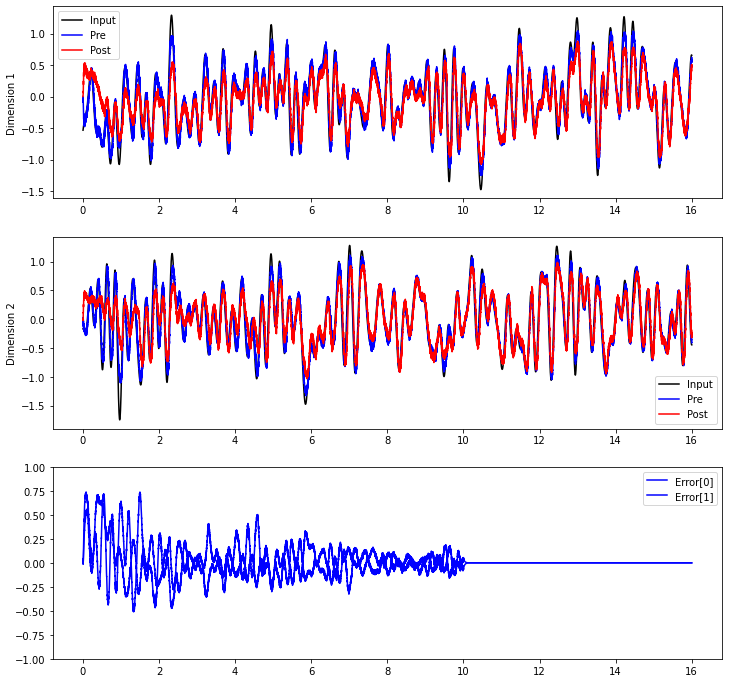 Dimension 1
1.0
0.5
0.0
−0.5
−1.0
−1.5
Input
Pre
Post
0 2 4 6 8 10 12 14 16
Dimension 2
1.0
0.5
0.0
−0.5
−1.0
−1.5
Input
Pre
Post
0 2 4 6 8 10 12 14 16
1.00
0.75
0.50
0.25
0.00
−0.25
−0.50
−0.75
−1.00
Error[0]
Error[1]
0 2 4 6 8 10 12 14 16